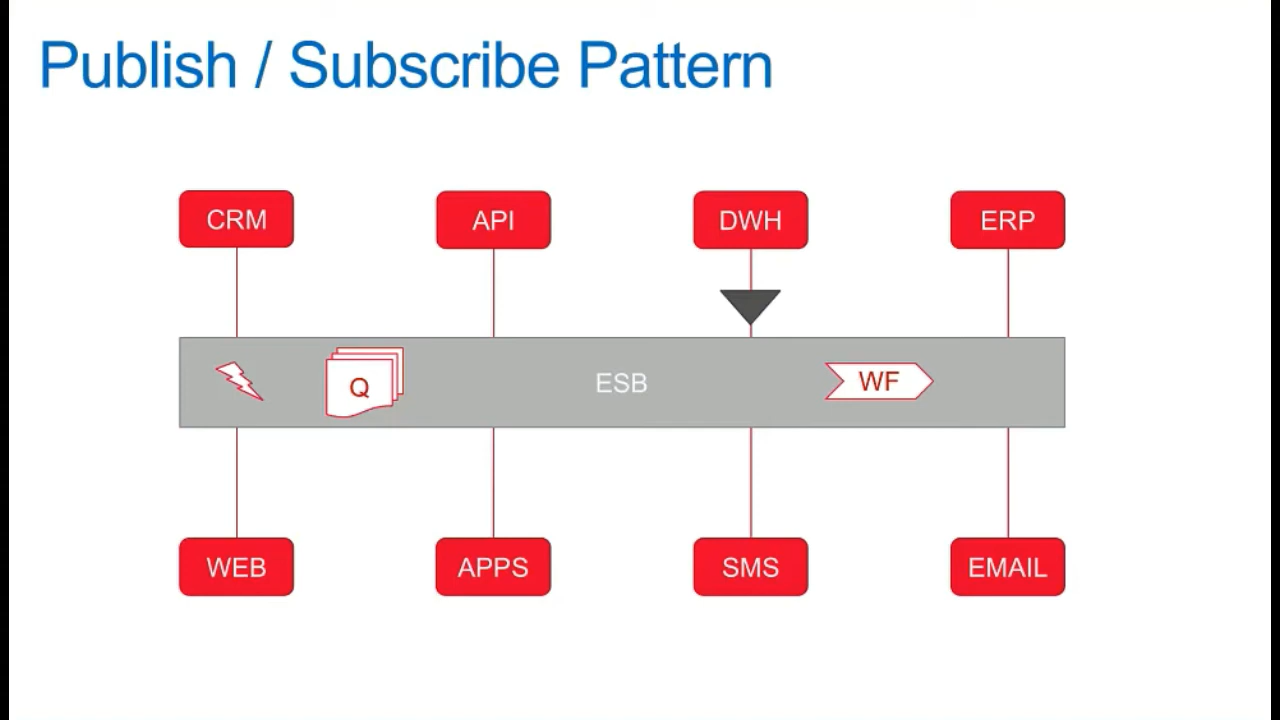 Publish / Subscribe Pattern
CRM
API
DWH
ERP
Q
ESB
WF
WEB
APPS
SMS
EMAIL